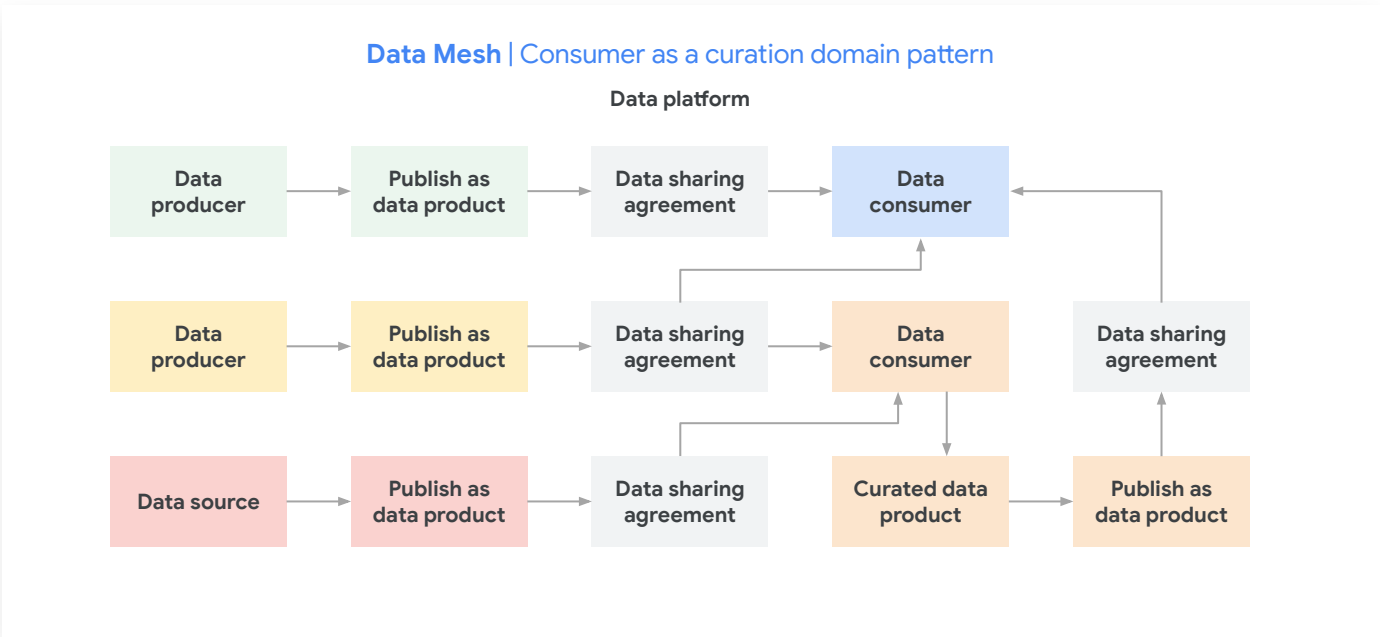 Data Mesh | Consumer as a curation domain pattern
Data platform
Data
producer
Publish as
data product
Data sharing
agreement
Data
consumer
Data
producer
Publish as
data product
Data sharing
agreement
Data
consumer
Data sharing
agreement
Data source
Publish as
data product
Data sharing
agreement
Curated data
product
Publish as
data product